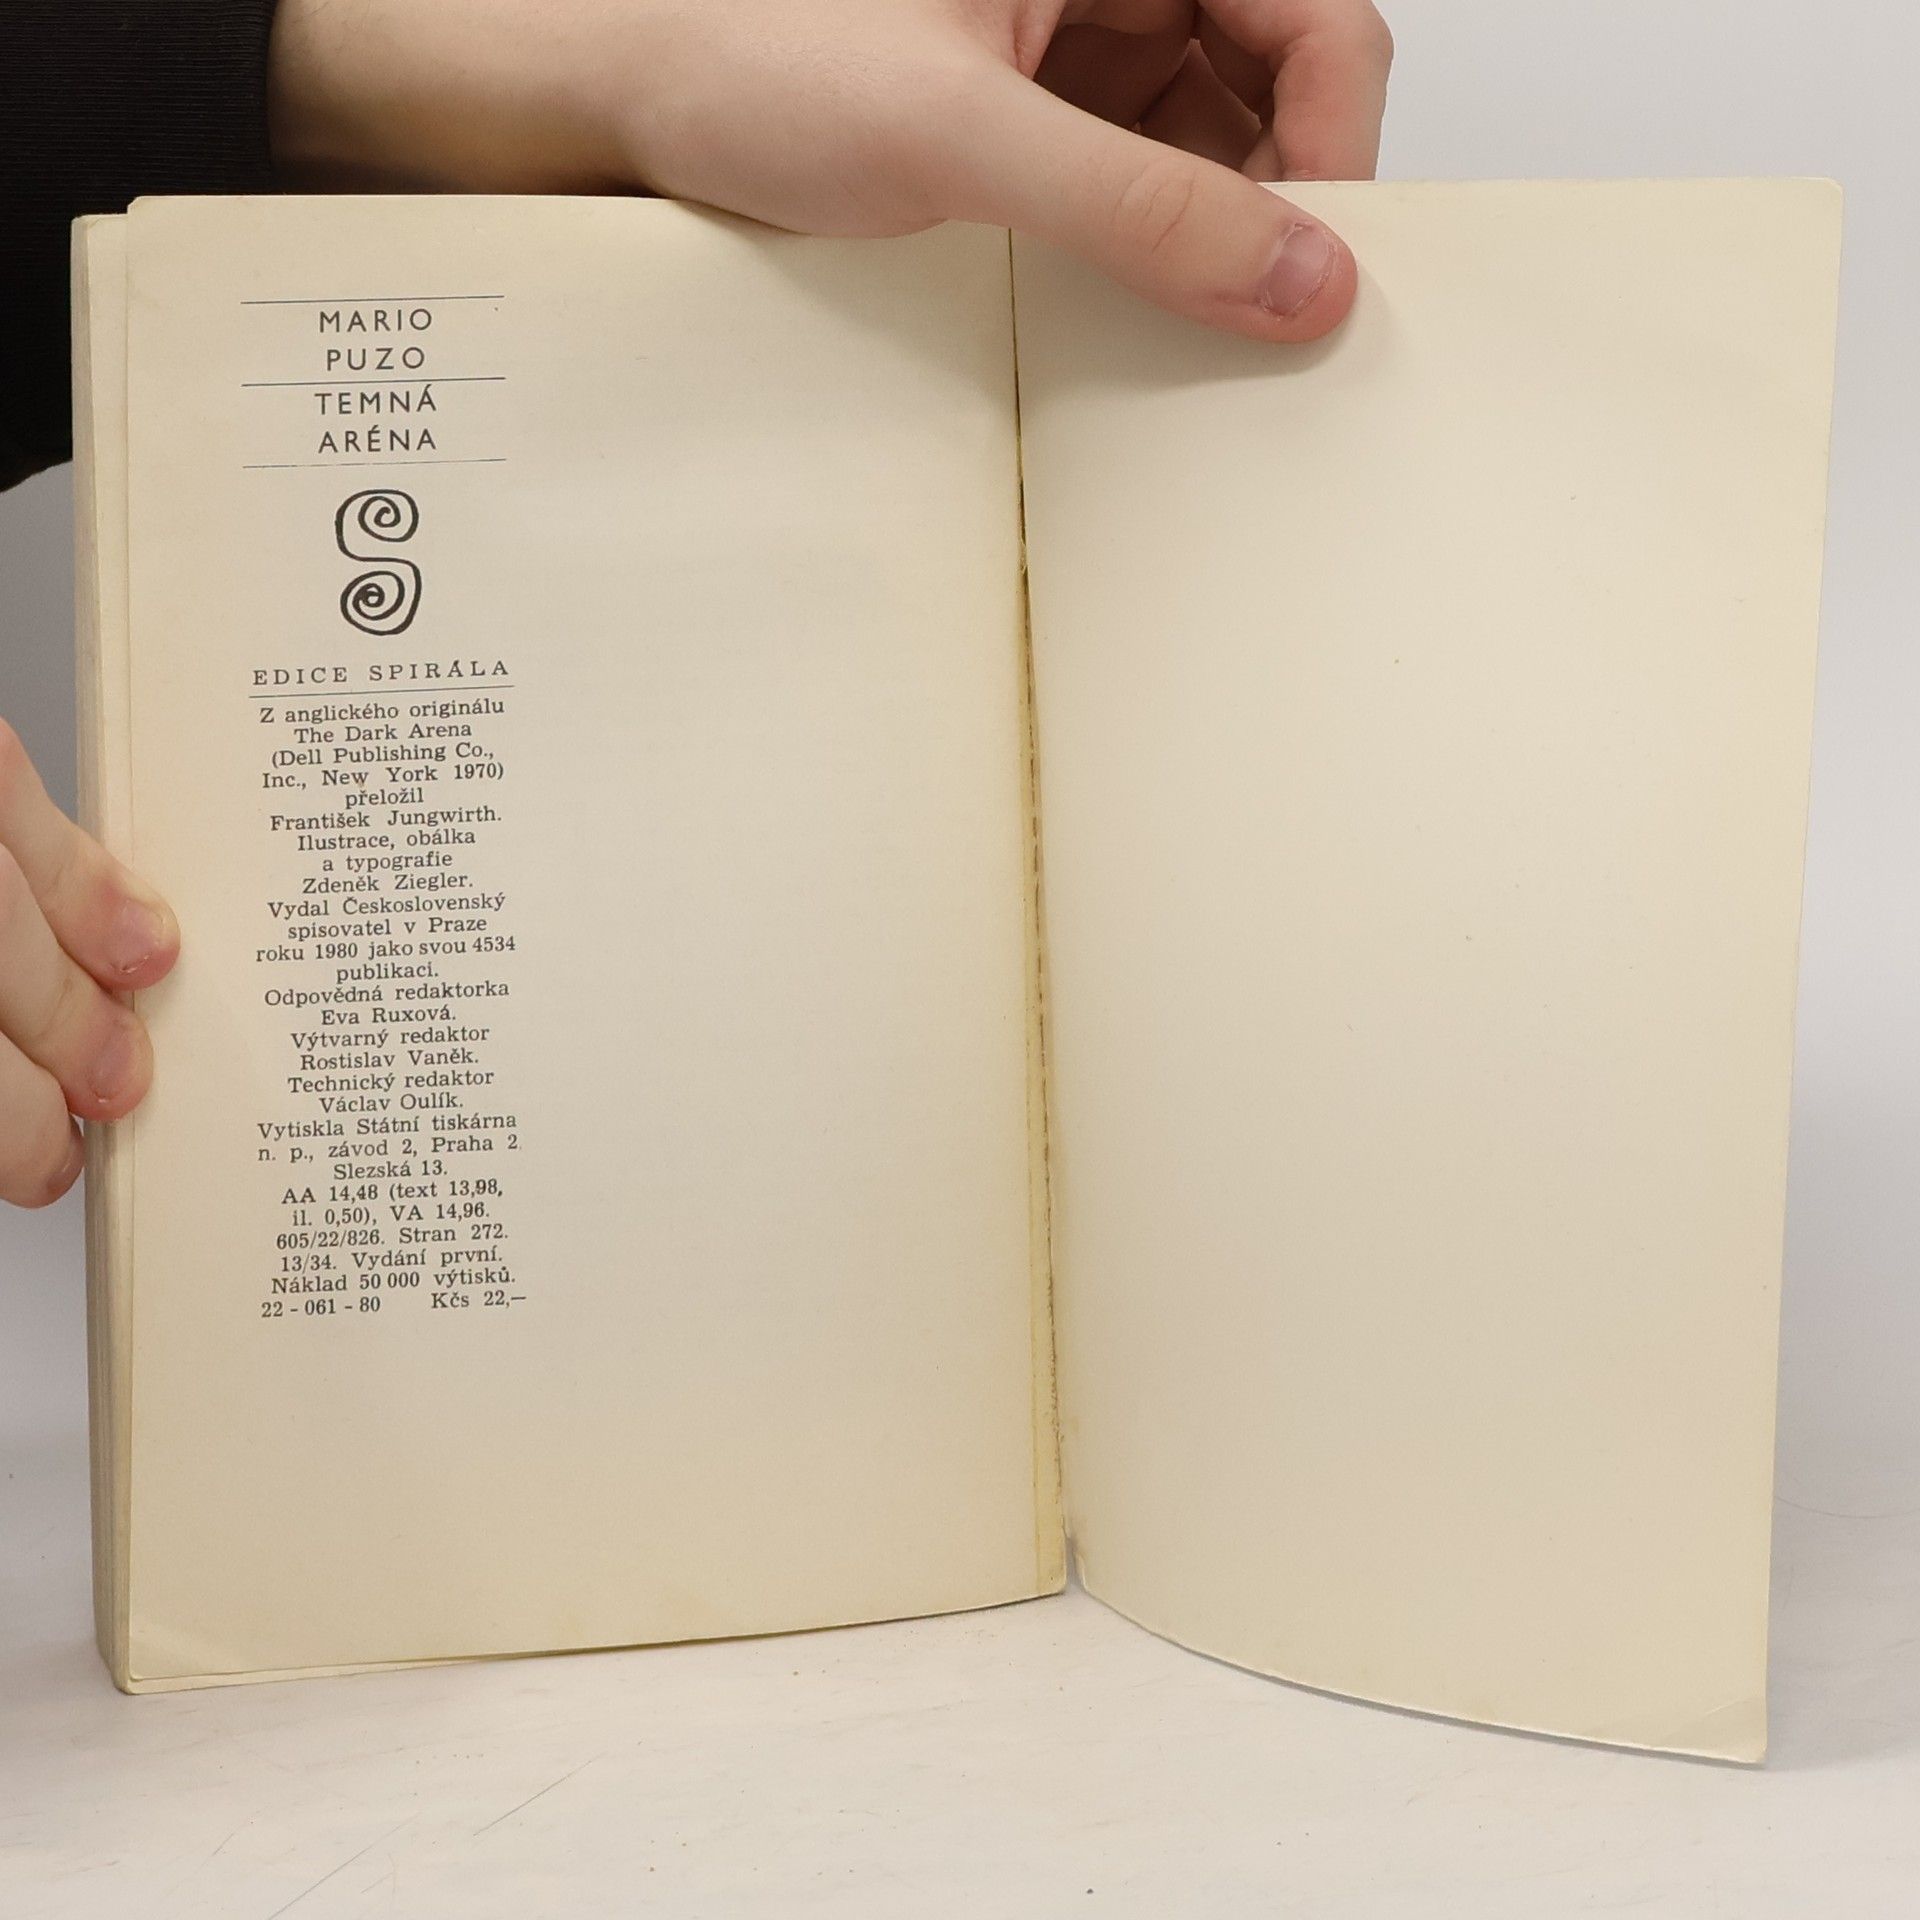 MARIO
PUZO
TEMNÁ
ARÉNA
EDICE SPIRÁLA
Z anglického originálu
The Dark Arena
(Dell Publishing Co.,
Inc., New York 1970)
přeložil
František Jungwirth.
Ilustrace, obálka
a typografie
Zdeněk Ziegler.
Vydal Československý
spisovatel v Praze
roku 1980 jako svou 4534
publikaci.
Odpovědná redaktorka
Eva Ruxová.
Výtvarný redaktor
Rostislav Vaněk.
Technický redaktor
Václav Oulík.
Vytiskla Státní tiskárna
n. p., závod 2, Praha 2,
Slezská 13.
AA 14,48 (text 13,98,
il. 0,50), VA 14,96.
605/22/826. Stran 272.
13/34. Vydání první.
Náklad 50 000 výtisků.
22 - 061 - 80 Kčs 22,—